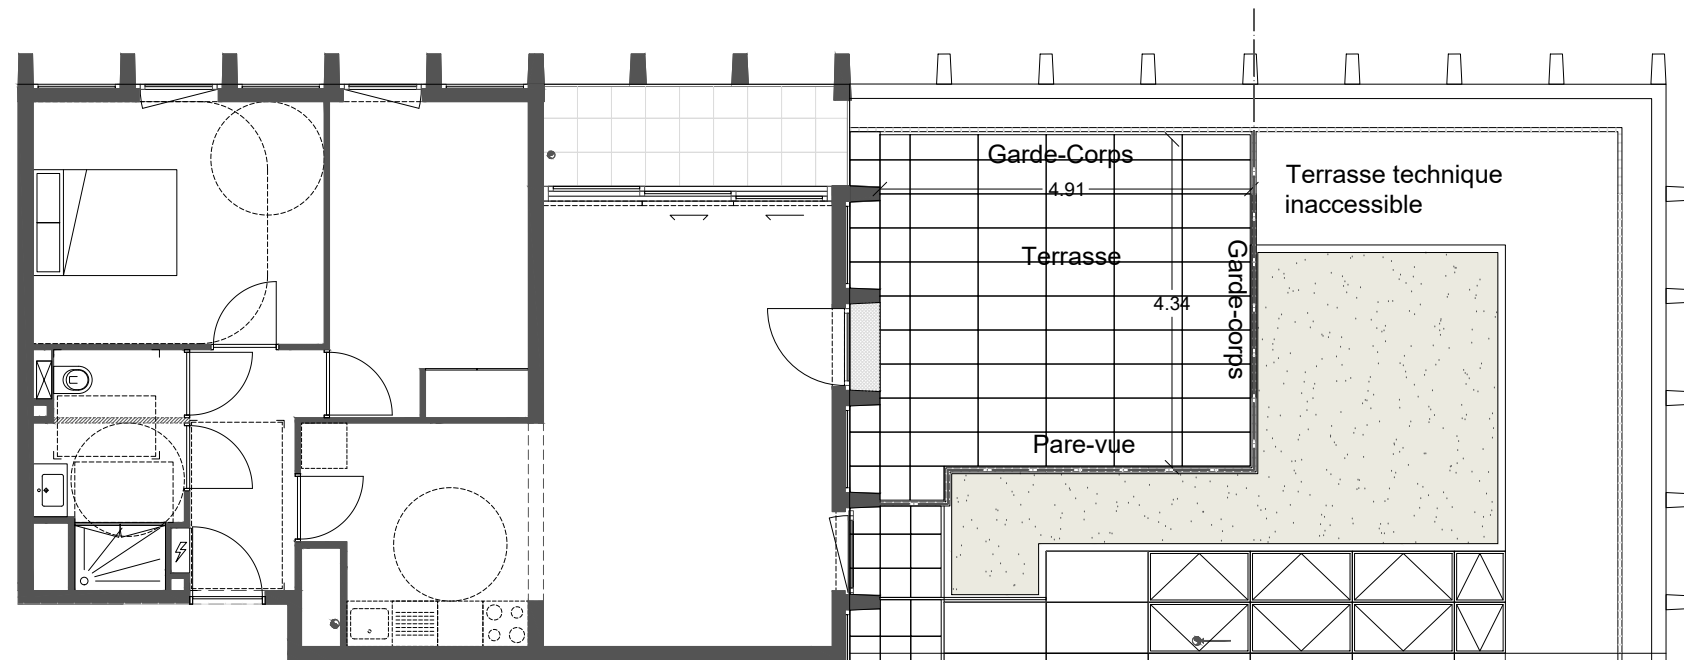 Garde-Corps
4.91
Terrasse technique
inaccessible
Terrasse
Garde-corps
4.34
Pare-vue